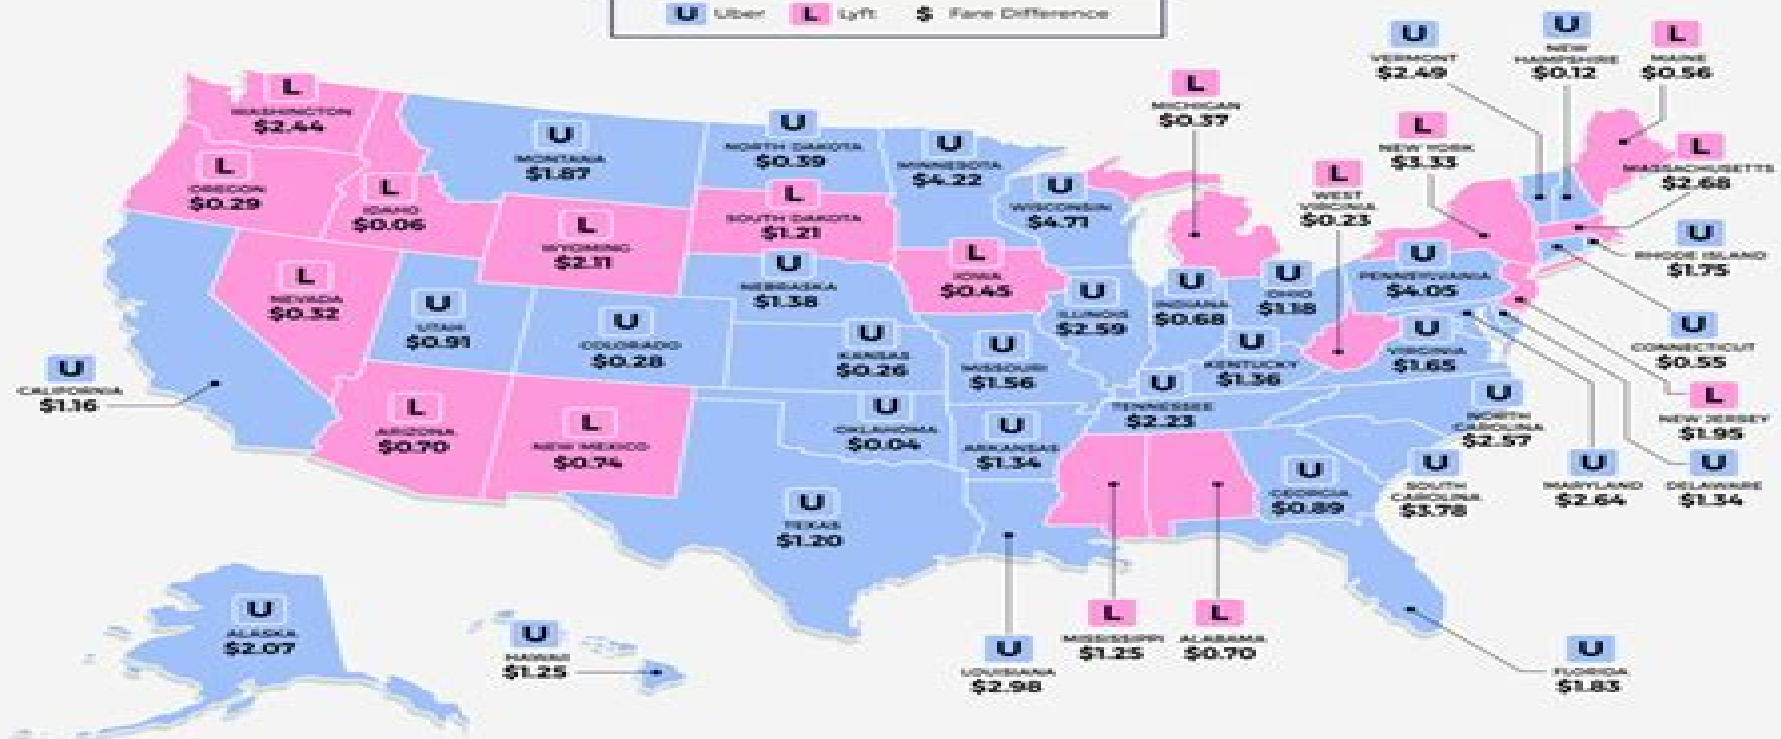 U Uber L Lyft $ Fare Difference
U
VERMONT
$2.49
U
NEW
HAMPSHIRE
$0.12
L
MAINE
$0.56
L
WASHINGTON
$2.44
U
MONTANA
$1.87
U
NORTH DAKOTA
$0.39
U
MINNESOTA
$4.22
L
MICHIGAN
$0.37
L
NEW YORK
$3.33
L
MASSACHUSETTS
$2.68
L
OREGON
$0.29
L
IDAHO
$0.06
L
WYOMING
$2.11
L
SOUTH DAKOTA
$1.21
U
WISCONSIN
$4.71
L
WEST
VIRGINIA
$0.23
U
RHODE ISLAND
$1.75
L
NEVADA
$0.32
U
UTAH
$0.91
U
COLORADO
$0.28
U
NEBRASKA
$1.38
L
IOWA
$0.45
U
ILLINOIS
$2.59
U
INDIANA
$0.68
U
OHIO
$1.18
U
PENNSYLVANIA
$4.05
U
CONNECTICUT
$0.55
U
CALIFORNIA
$1.16
U
KANSAS
$0.26
U
MISSOURI
$1.56
U
KENTUCKY
$1.36
U
VIRGINIA
$1.65
L
NEW JERSEY
$1.95
L
ARIZONA
$0.70
L
NEW MEXICO
$0.74
U
OKLAHOMA
$0.04
U
ARKANSAS
$1.34
U
TENNESSEE
$2.23
U
NORTH
CAROLINA
$2.57
U
TEXAS
$1.20
U
GEORGIA
$0.89
U
SOUTH
CAROLINA
$3.78
U
MARYLAND
$2.64
U
DELAWARE
$1.34
U
ALASKA
$2.07
U
HAWAII
$1.25
U
LOUISIANA
$2.98
L
MISSISSIPPI
$1.25
L
ALABAMA
$0.70
U
FLORIDA
$1.83